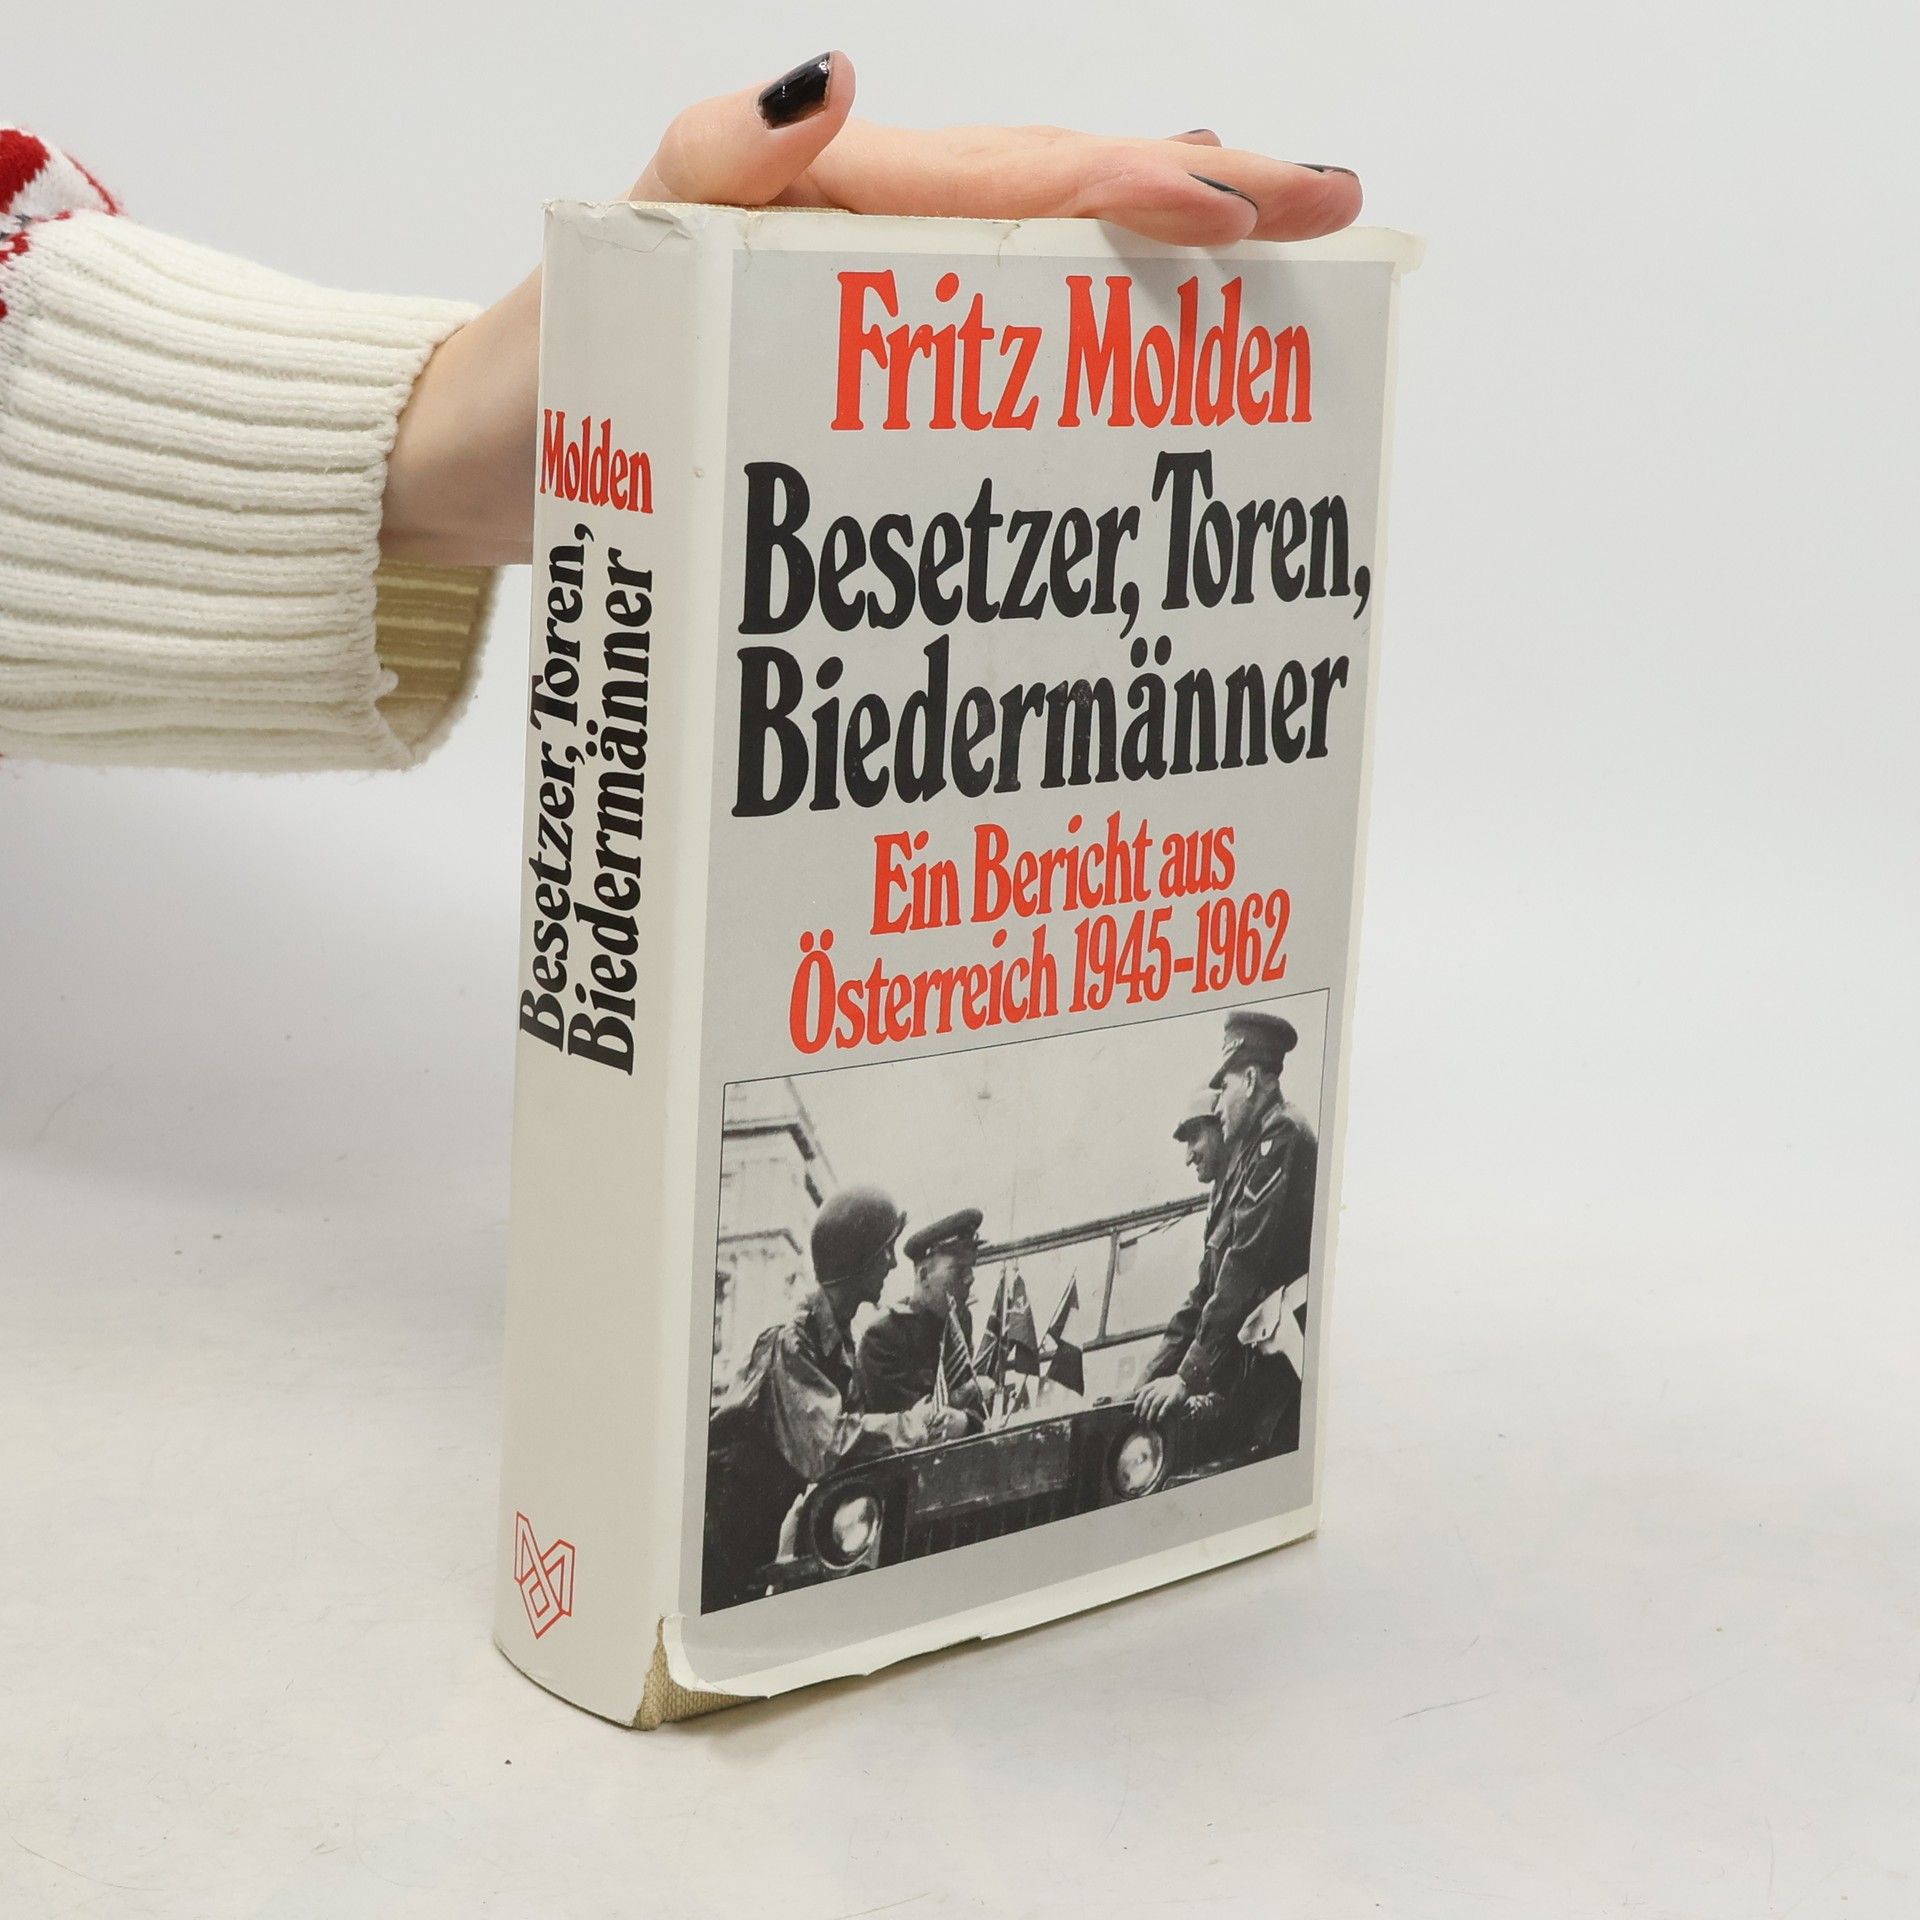 Fritz Molden
Besetzer, Toren,
Biedermänner
Ein Bericht aus
Österreich 1945-1962
Molden
Besetzer, Toren,
Biedermänner